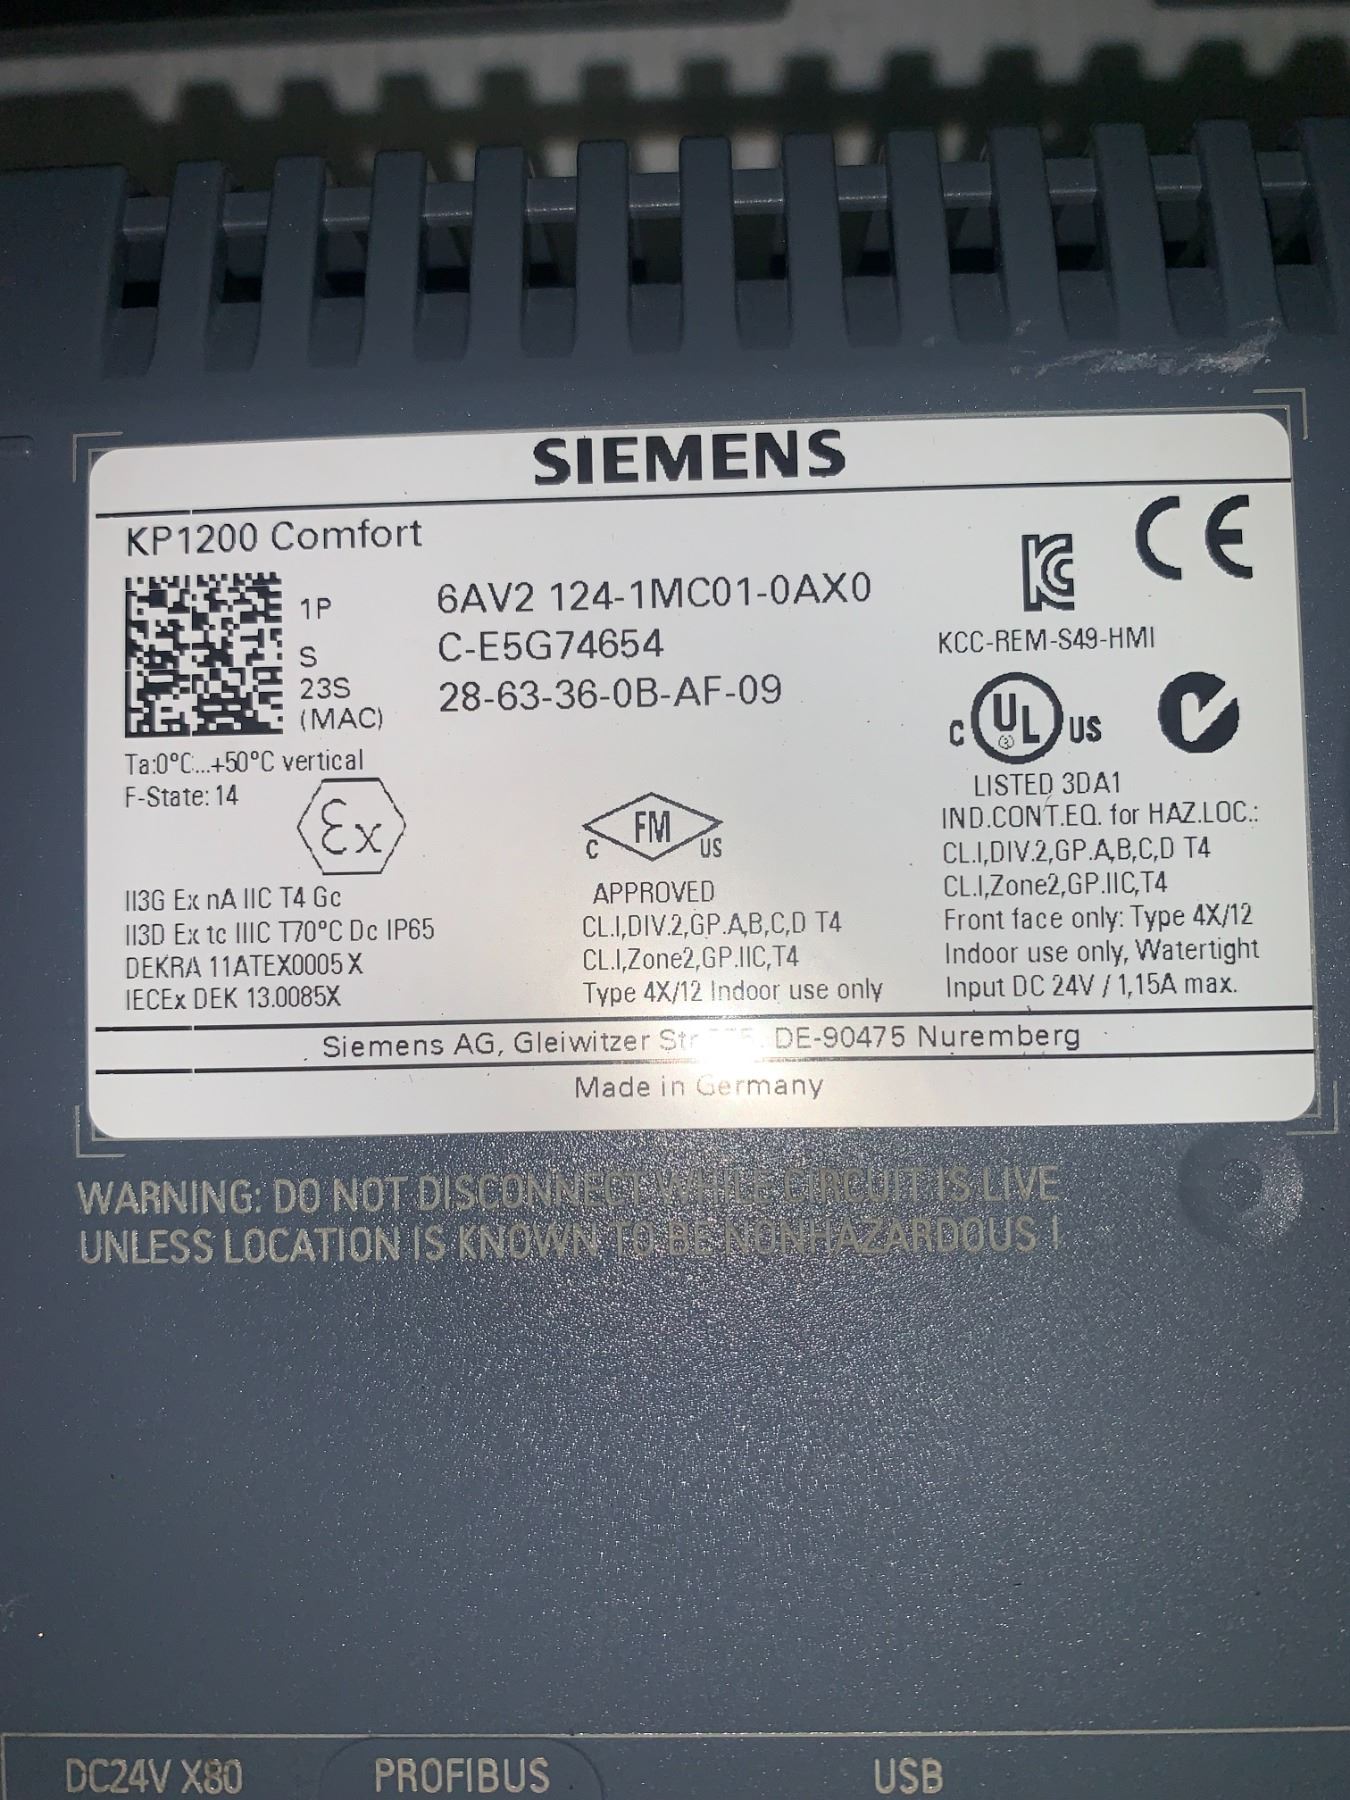 SIEMENS
KP1200 Comfort
1P 6AV2 124-1MC01-0AX0
S C-E5G74654
23S 28-63-36-0B-AF-09
(MAC)
Ta:0°C...+50°C vertical
F-State: 14
Ex
II3G Ex nA IIC T4 Gc
II3D Ex tc IIIC T70°C Dc IP65
DEKRA 11ATEX0005 X
IECEx DEK 13.0085X
C FM US
APPROVED
CL.I,DIV.2,GP.A,B,C,D T4
CL.I,Zone2,GP.IIC,T4
Type 4X/12 Indoor use only
CE
KCC-REM-S49-HMI
C UL US
LISTED 3DA1
IND.CONT.EQ. for HAZ.LOC.:
CL.I,DIV.2,GP.A,B,C,D T4
CL.I,Zone2,GP.IIC,T4
Front face only: Type 4X/12
Indoor use only, Watertight
Input DC 24V / 1,15A max.
Siemens AG, Gleiwitzer DE-90475 Nuremberg
Made in Germany
WARNING: DO NOT DISCONNECT WHILE CIRCUIT IS LIVE
UNLESS LOCATION IS KNOWN TO BE NONHAZARDOUS !
DC24V X80 PROFIBUS USB